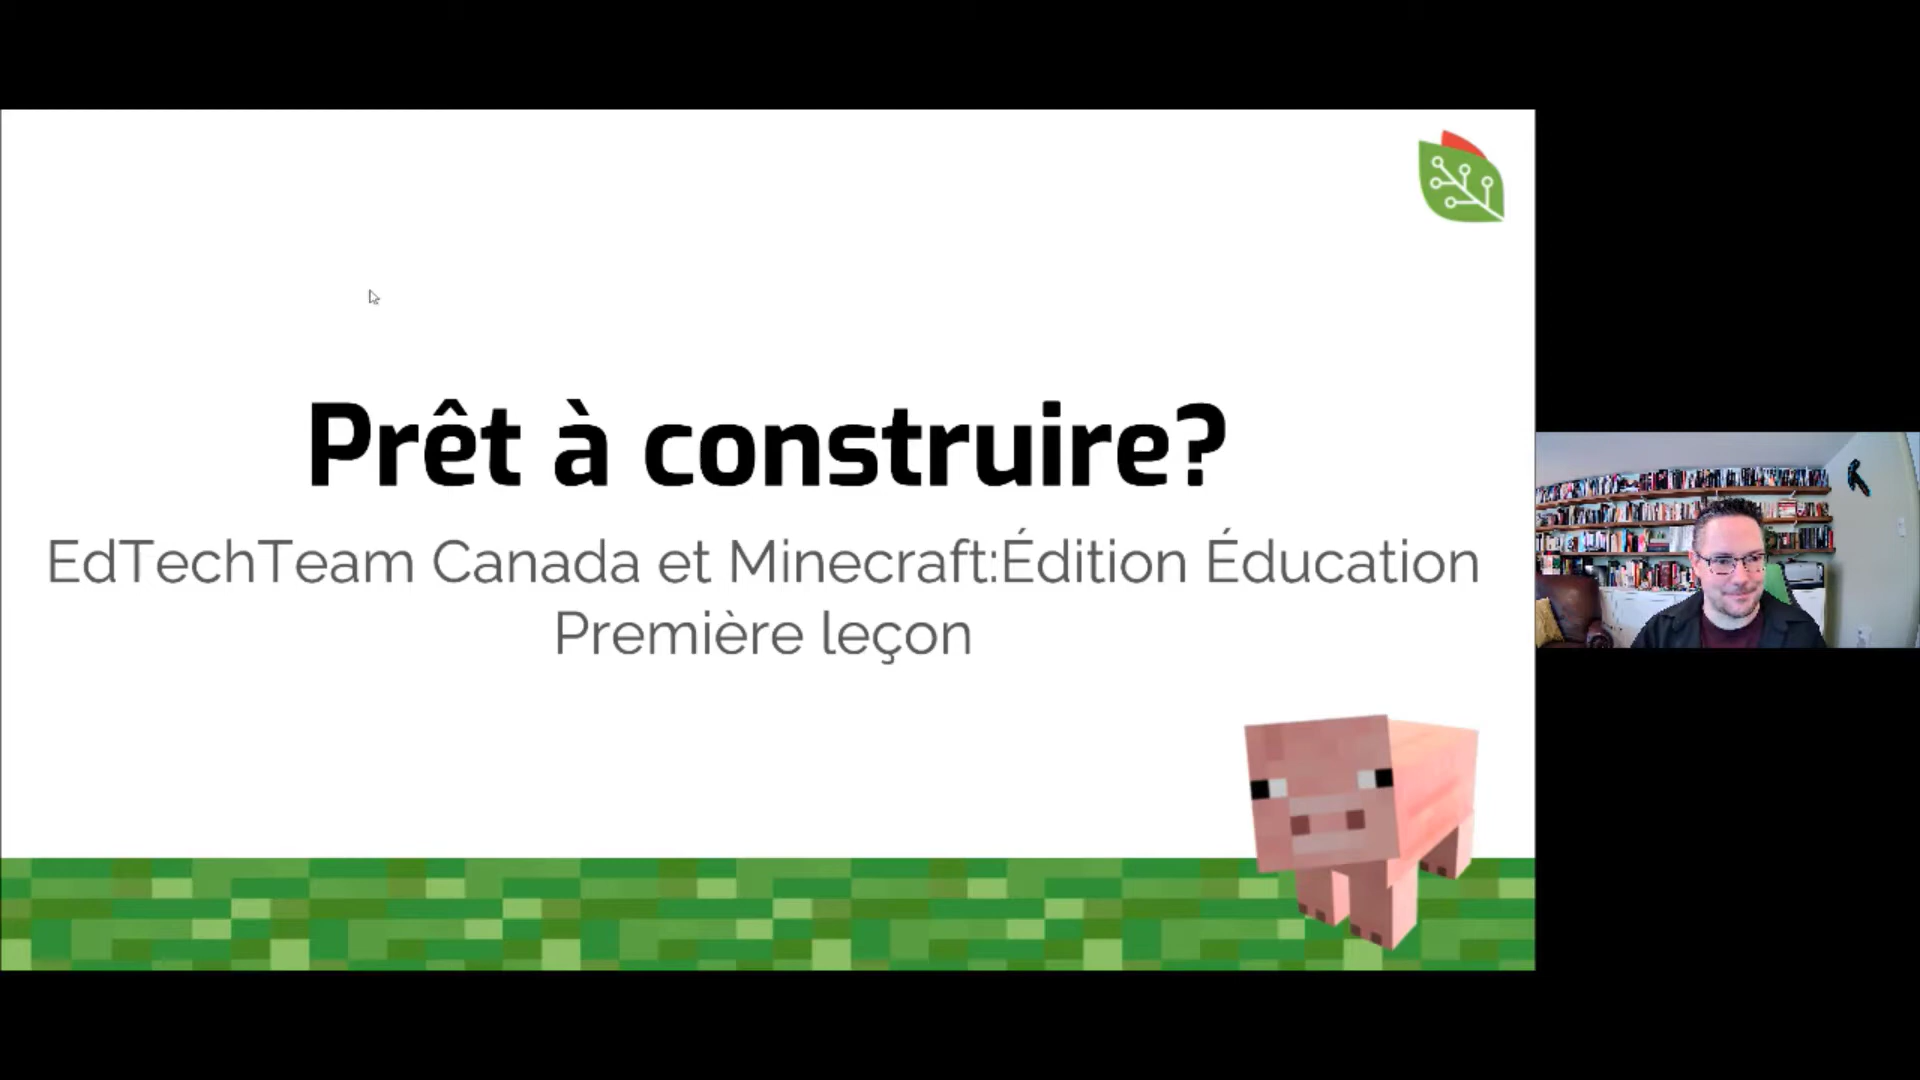 Prêt à construire?
EdTechTeam Canada et Minecraft:Édition Éducation
Première leçon